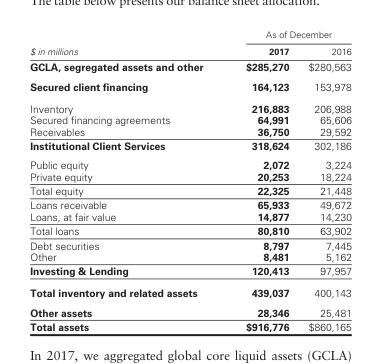 The table below presents our balance sheet allocation.
As of December
$ in millions 2017 2016
GCLA, segregated assets and other $285,270 $280,563
Secured client financing 164,123 153,978
Inventory 216,883 206,988
Secured financing agreements 64,991 65,606
Receivables 36,750 29,592
Institutional Client Services 318,624 302,186
Public equity 2,072 3,224
Private equity 20,253 18,224
Total equity 22,325 21,448
Loans receivable 65,933 49,672
Loans, at fair value 14,877 14,230
Total loans 80,810 63,902
Debt securities 8,797 7,445
Other 8,481 5,162
Investing & Lending 120,413 97,957
Total inventory and related assets 439,037 400,143
Other assets 28,346 25,481
Total assets $916,776 $860,165
In 2017, we aggregated global core liquid assets (GCLA)